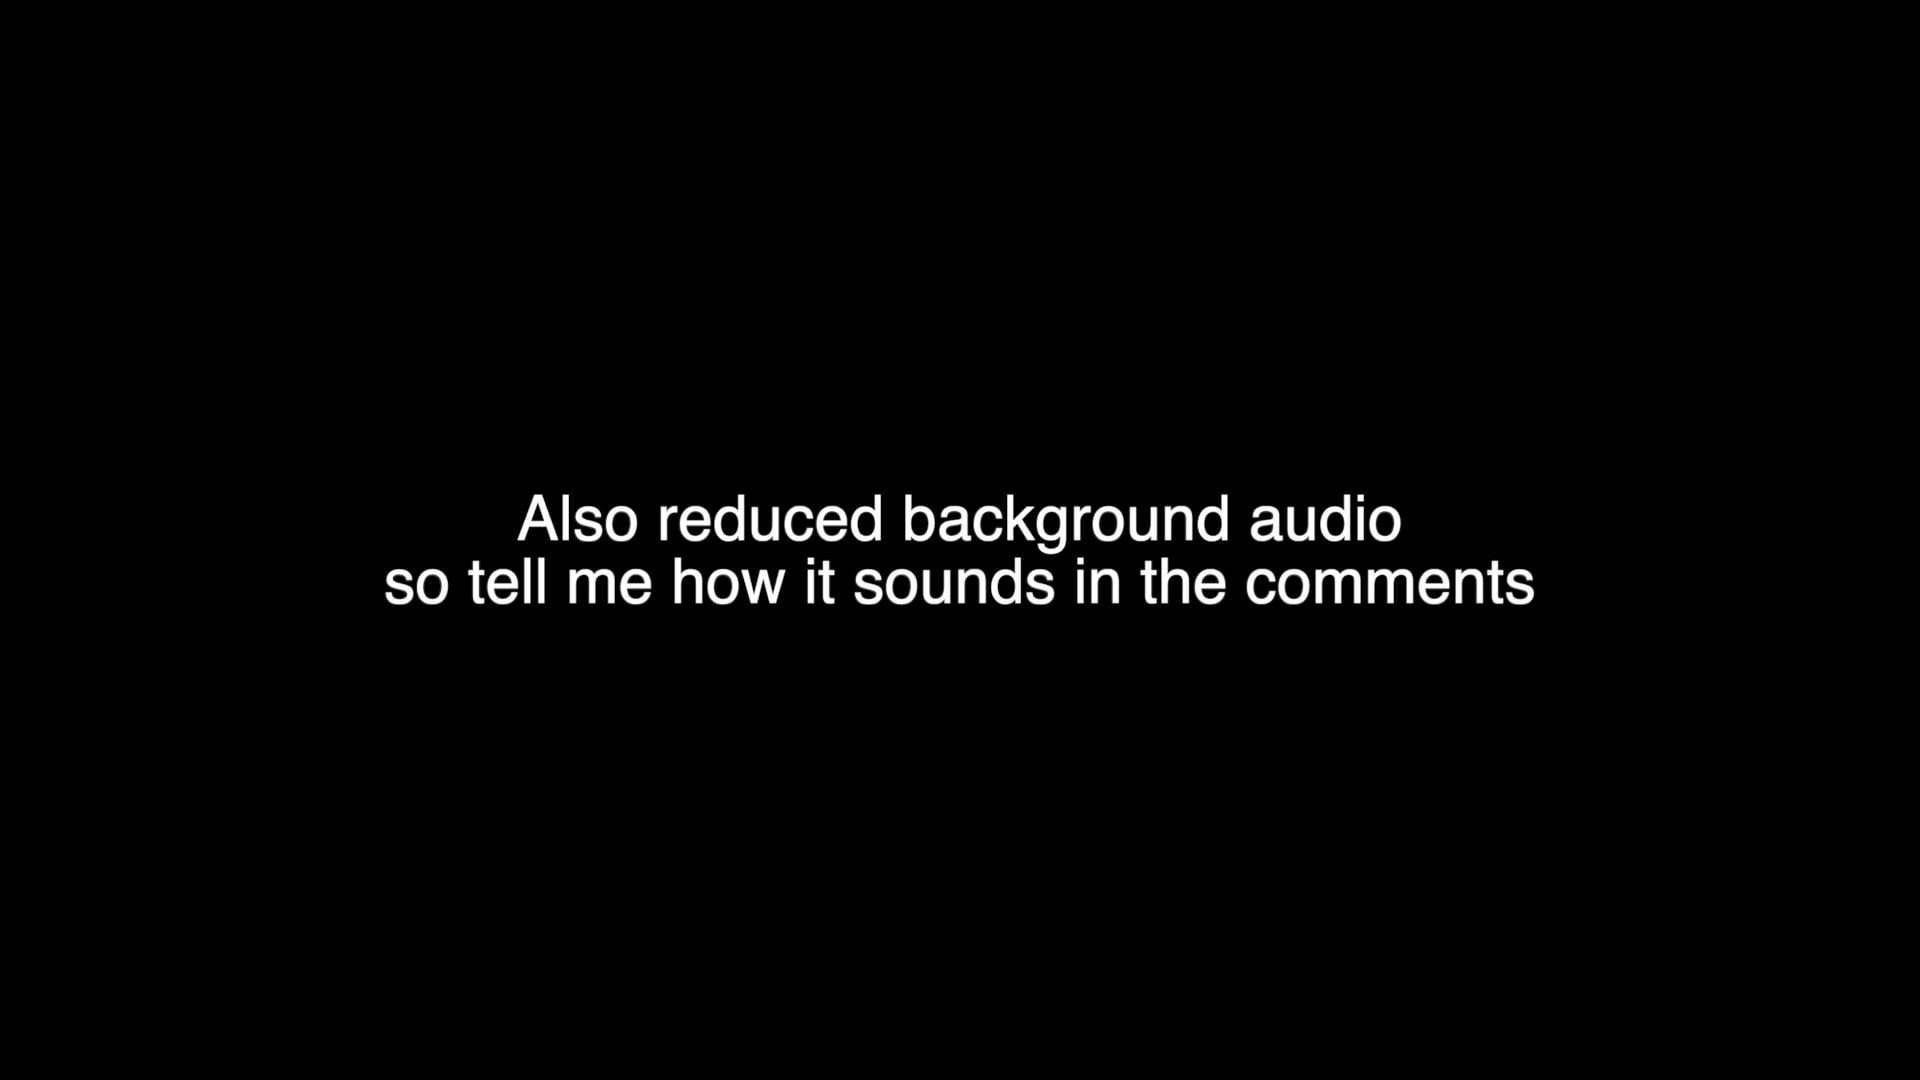 Also reduced background audio
so tell me how it sounds in the comments